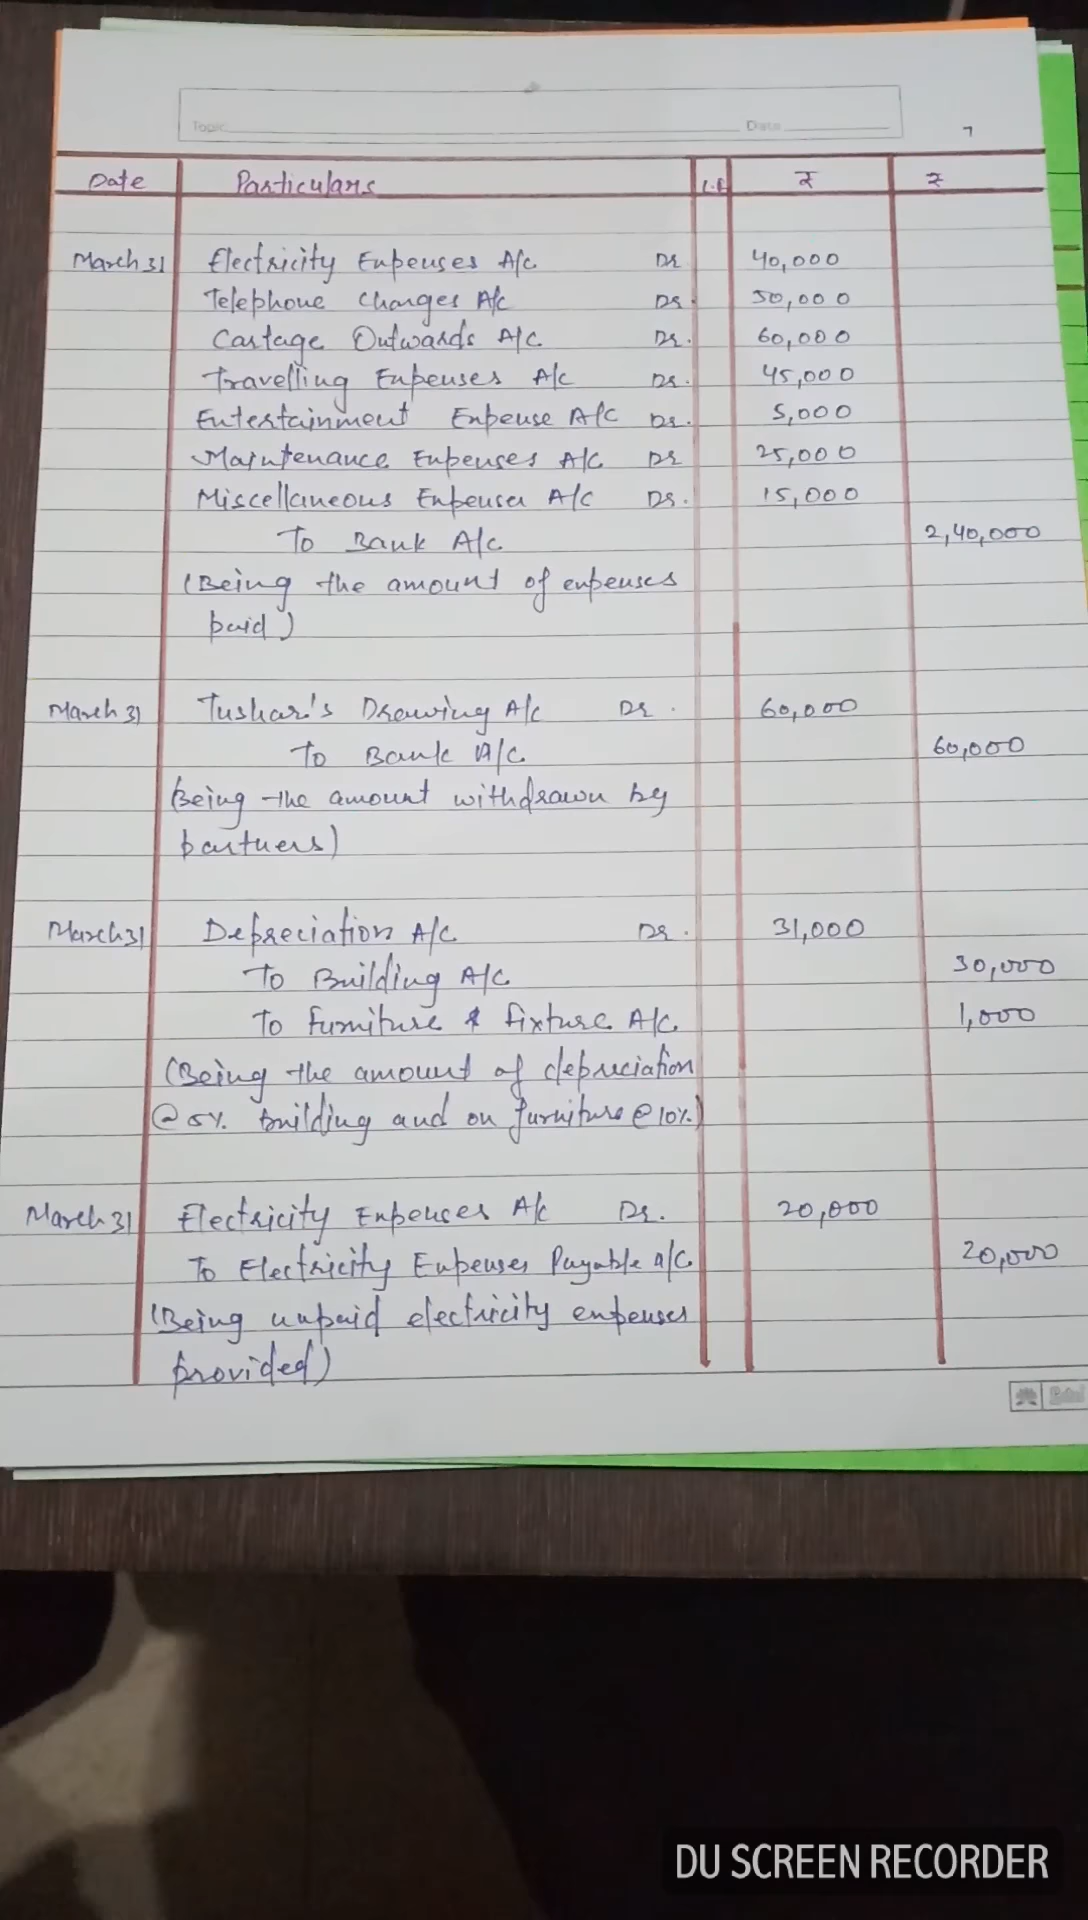 Topic Date
7
Date Particulars L.F ₹ ₹
March 31 Electricity Expenses A/c Dr 40,000
Telephone Charges A/c Dr. 50,000
Cartage Outwards A/c Dr. 60,000
Travelling Expenses A/c Dr. 45,000
Entertainment Expense A/c Dr. 5,000
Maintenance Expenses A/c Dr 25,000
Miscellaneous Expenses A/c Dr. 15,000
To Bank A/c 2,40,000
(Being the amount of expenses
paid)
March 31 Tushar's Drawing A/c Dr. 60,000
To Bank A/c 60,000
(Being the amount withdrawn by
partners)
March 31 Depreciation A/c Dr. 31,000
To Building A/c 30,000
To Furniture & fixture A/c 1,000
(Being the amount of depreciation
@ 5% building and on furniture @ 10%)
March 31 Electricity Expenses A/c Dr. 20,000
To Electricity Expenses Payable A/c 20,000
(Being unpaid electricity expenses
provided)
DU SCREEN RECORDER